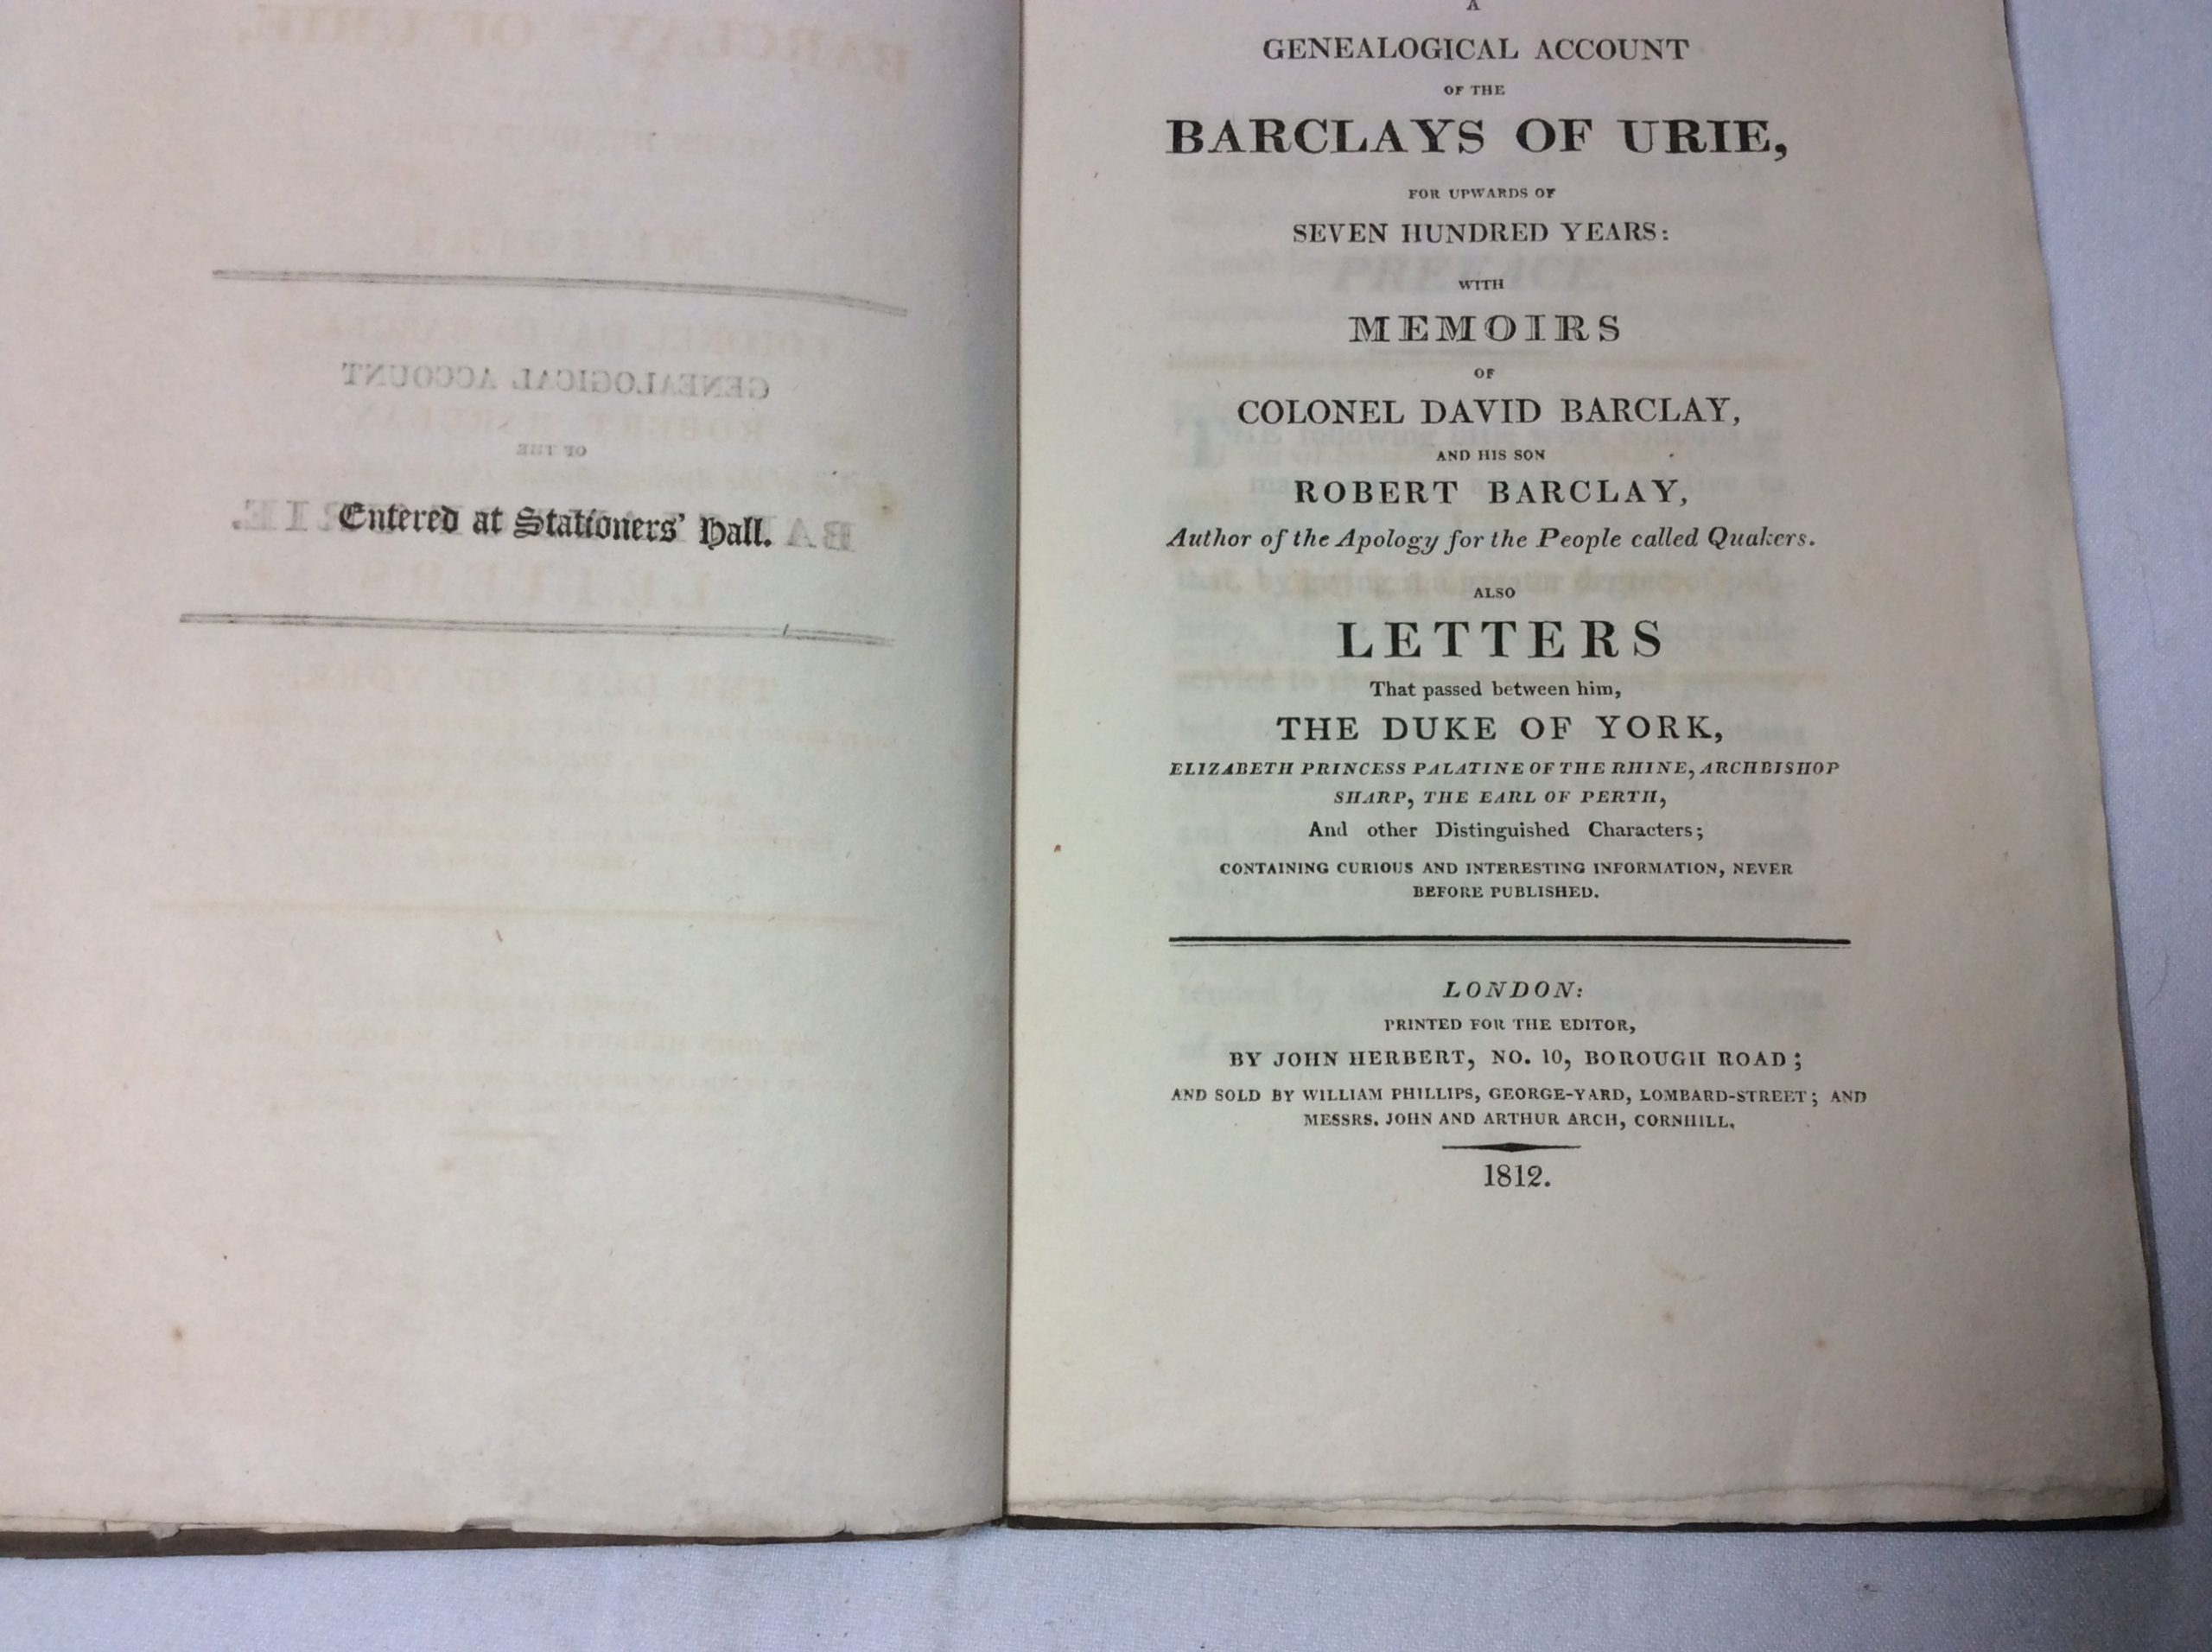 GENEALOGICAL ACCOUNT
OF THE
Entered at Stationers' Hall.
A
GENEALOGICAL ACCOUNT
OF THE
BARCLAYS OF URIE,
FOR UPWARDS OF
SEVEN HUNDRED YEARS:
WITH
MEMOIRS
OF
COLONEL DAVID BARCLAY,
AND HIS SON
ROBERT BARCLAY,
Author of the Apology for the People called Quakers.
ALSO
LETTERS
That passed between him,
THE DUKE OF YORK,
ELIZABETH PRINCESS PALATINE OF THE RHINE, ARCHBISHOP
SHARP, THE EARL OF PERTH,
And other Distinguished Characters;
CONTAINING CURIOUS AND INTERESTING INFORMATION, NEVER
BEFORE PUBLISHED.
LONDON:
PRINTED FOR THE EDITOR,
BY JOHN HERBERT, NO. 10, BOROUGH ROAD;
AND SOLD BY WILLIAM PHILLIPS, GEORGE-YARD, LOMBARD-STREET; AND
MESSRS. JOHN AND ARTHUR ARCH, CORNHILL.
1812.